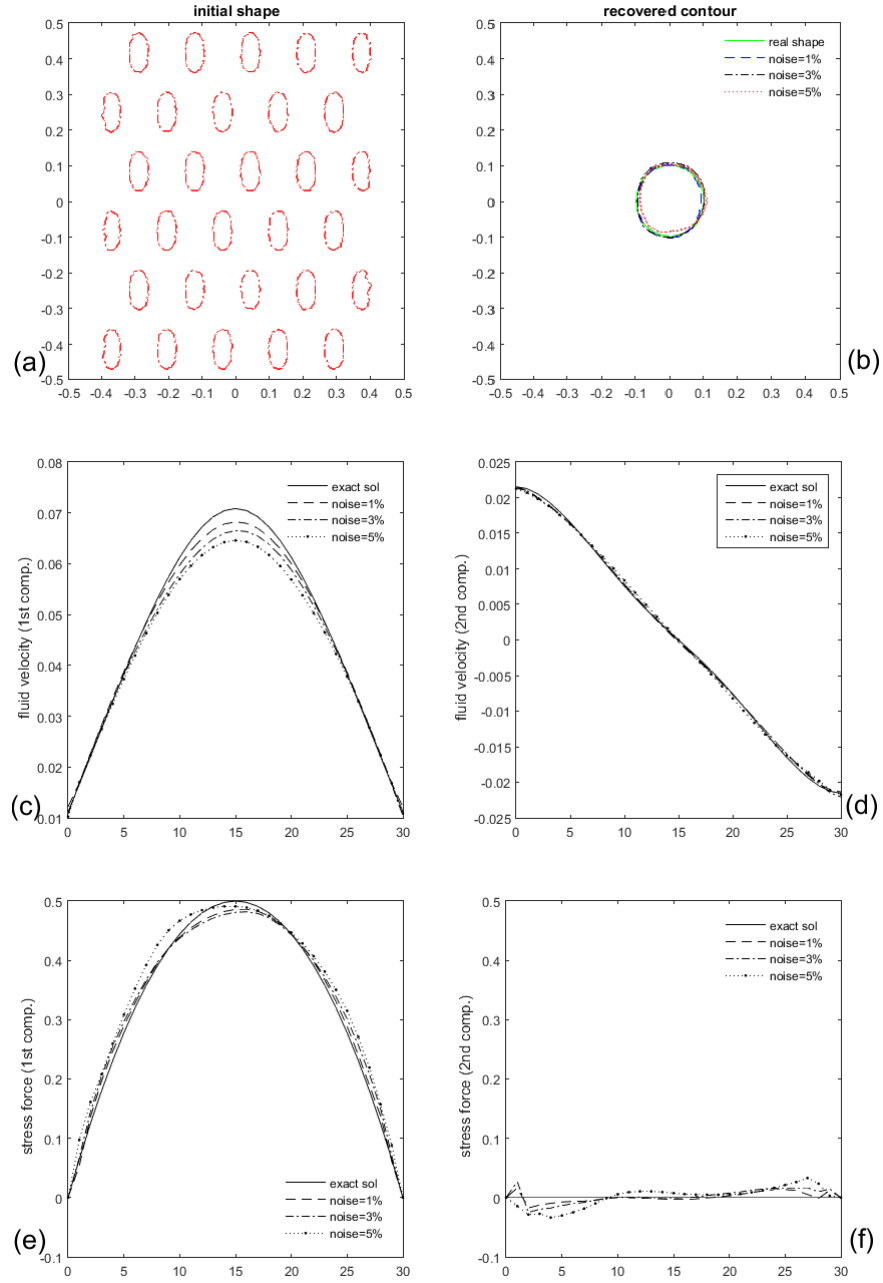 initial shape
0.5
0.4
0.3
0.2
0.1
0
-0.1
-0.2
-0.3
-0.4
-0.5
-0.5 -0.4 -0.3 -0.2 -0.1 0 0.1 0.2 0.3 0.4 0.5
(a)
recovered contour
0.5
0.4
0.3
0.2
0.1
0
-0.1
-0.2
-0.3
-0.4
-0.5
-0.5 -0.4 -0.3 -0.2 -0.1 0 0.1 0.2 0.3 0.4 0.5
real shape
noise=1%
noise=3%
noise=5%
(b)
0.08
0.07
0.06
0.05
0.04
0.03
0.02
0.01
0 5 10 15 20 25 30
fluid velocity (1st comp.)
exact sol
noise=1%
noise=3%
noise=5%
(c)
0.025
0.02
0.015
0.01
0.005
0
-0.005
-0.01
-0.015
-0.02
-0.025
0 5 10 15 20 25 30
fluid velocity (2nd comp.)
exact sol
noise=1%
noise=3%
noise=5%
(d)
0.5
0.4
0.3
0.2
0.1
0
-0.1
0 5 10 15 20 25 30
stress force (1st comp.)
exact sol
noise=1%
noise=3%
noise=5%
(e)
0.5
0.4
0.3
0.2
0.1
0
-0.1
0 5 10 15 20 25 30
stress force (2nd comp.)
exact sol
noise=1%
noise=3%
noise=5%
(f)